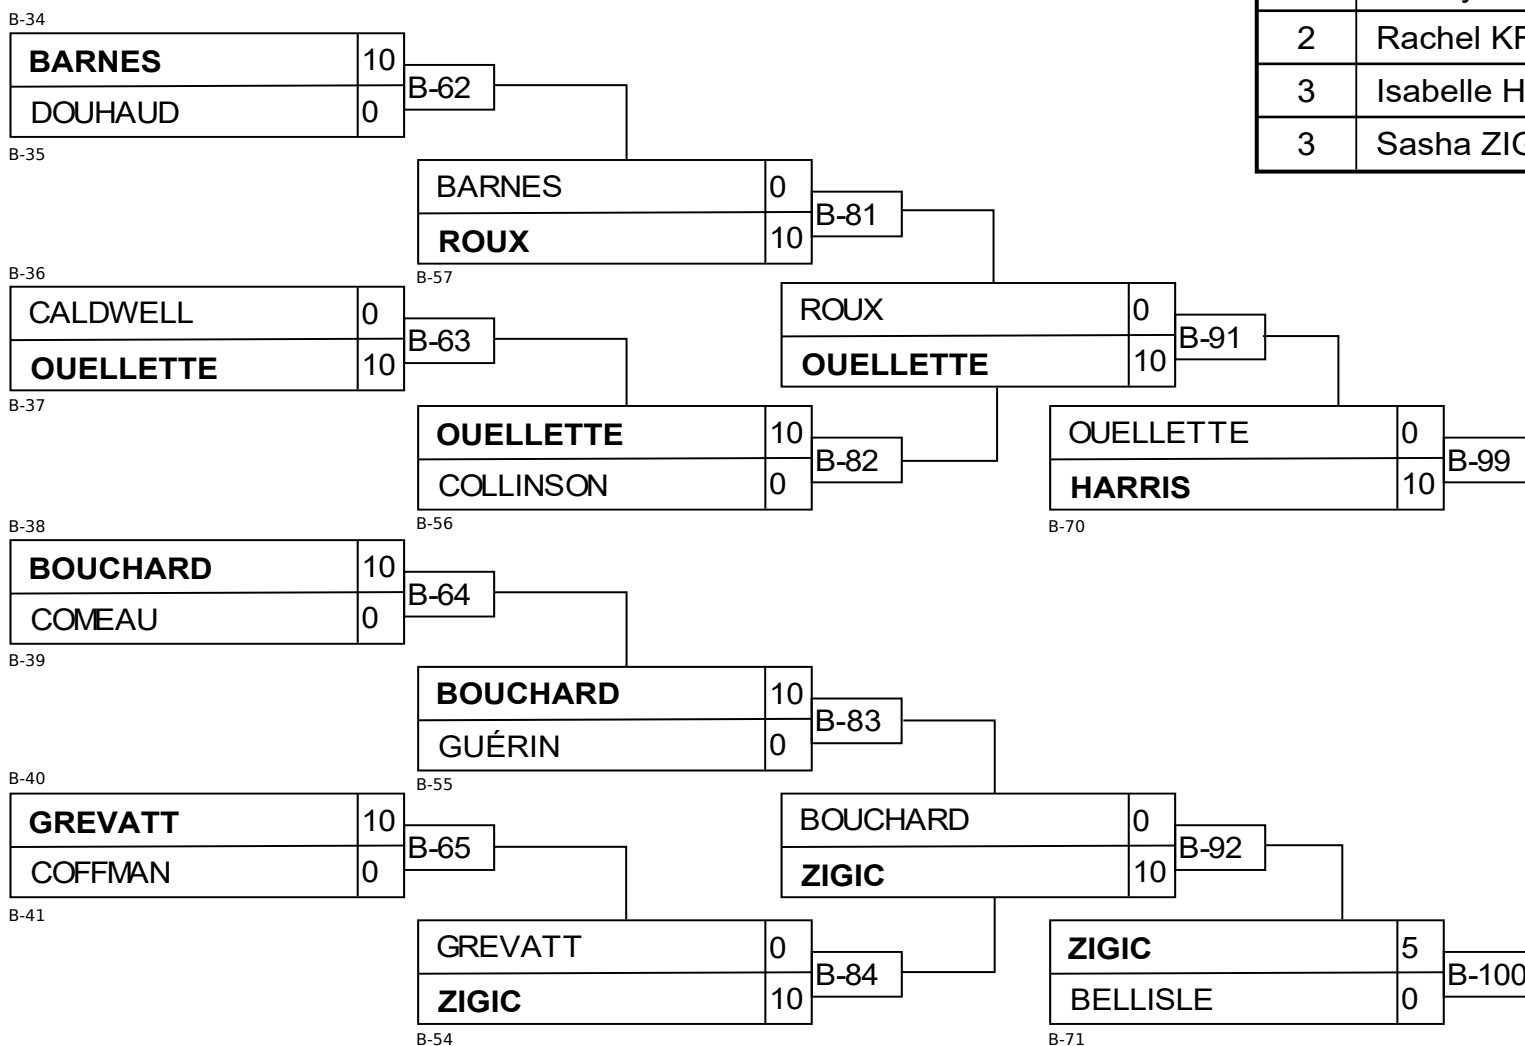 B-34
BARNES 10
DOUHAUD 0
B-62
B-35
BARNES 0
ROUX 10
B-81
B-57
B-36
CALDWELL 0
OUELLETTE 10
B-63
B-37
ROUX 0
OUELLETTE 10
B-91
OUELLETTE 10
COLLINSON 0
B-82
B-56
OUELLETTE 0
HARRIS 10
B-99
B-70
B-38
BOUCHARD 10
COMEAU 0
B-64
B-39
BOUCHARD 10
GUÉRIN 0
B-83
B-55
B-40
GREVATT 10
COFFMAN 0
B-65
B-41
BOUCHARD 0
ZIGIC 10
B-92
GREVATT 0
ZIGIC 10
B-84
B-54
ZIGIC 5
BELLISLE 0
B-100
B-71
2 Rachel
3 Isabelle H
3 Sasha